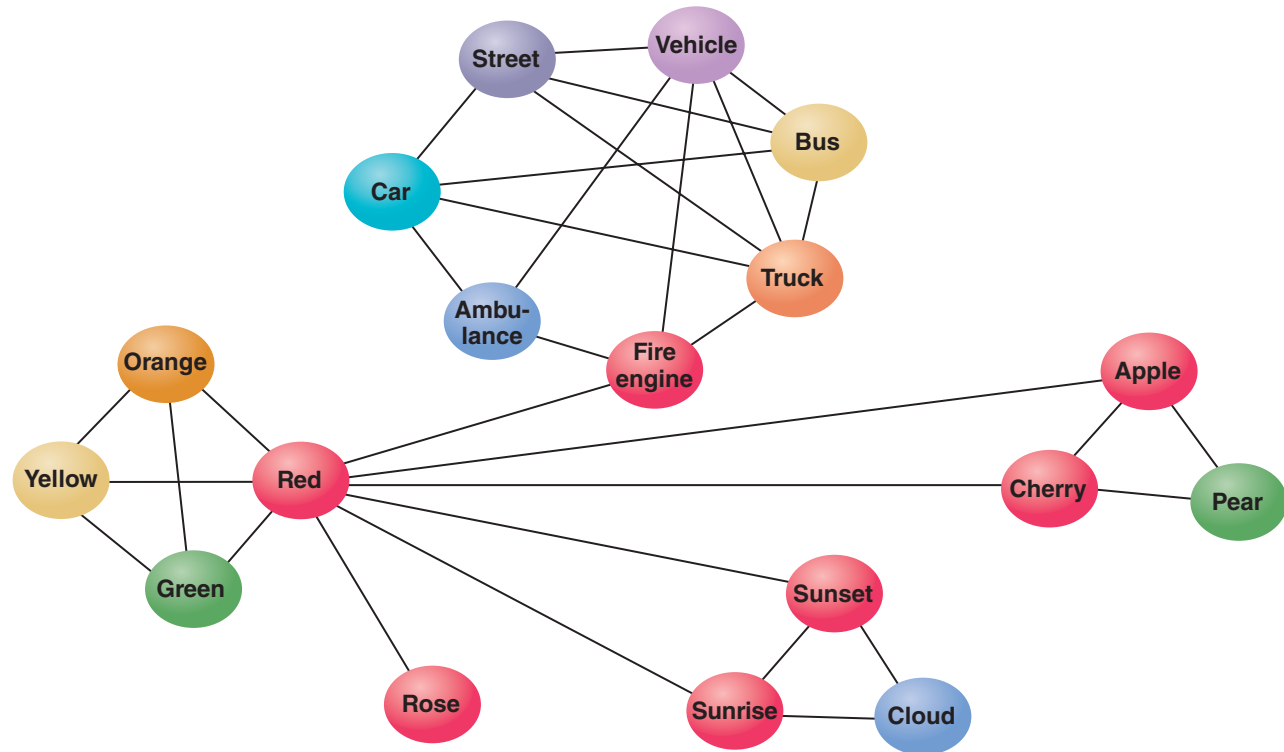 Street
Vehicle
Bus
Car
Truck
Ambu-
lance
Fire
engine
Orange
Apple
Yellow
Red
Cherry
Pear
Green
Sunset
Rose
Sunrise
Cloud